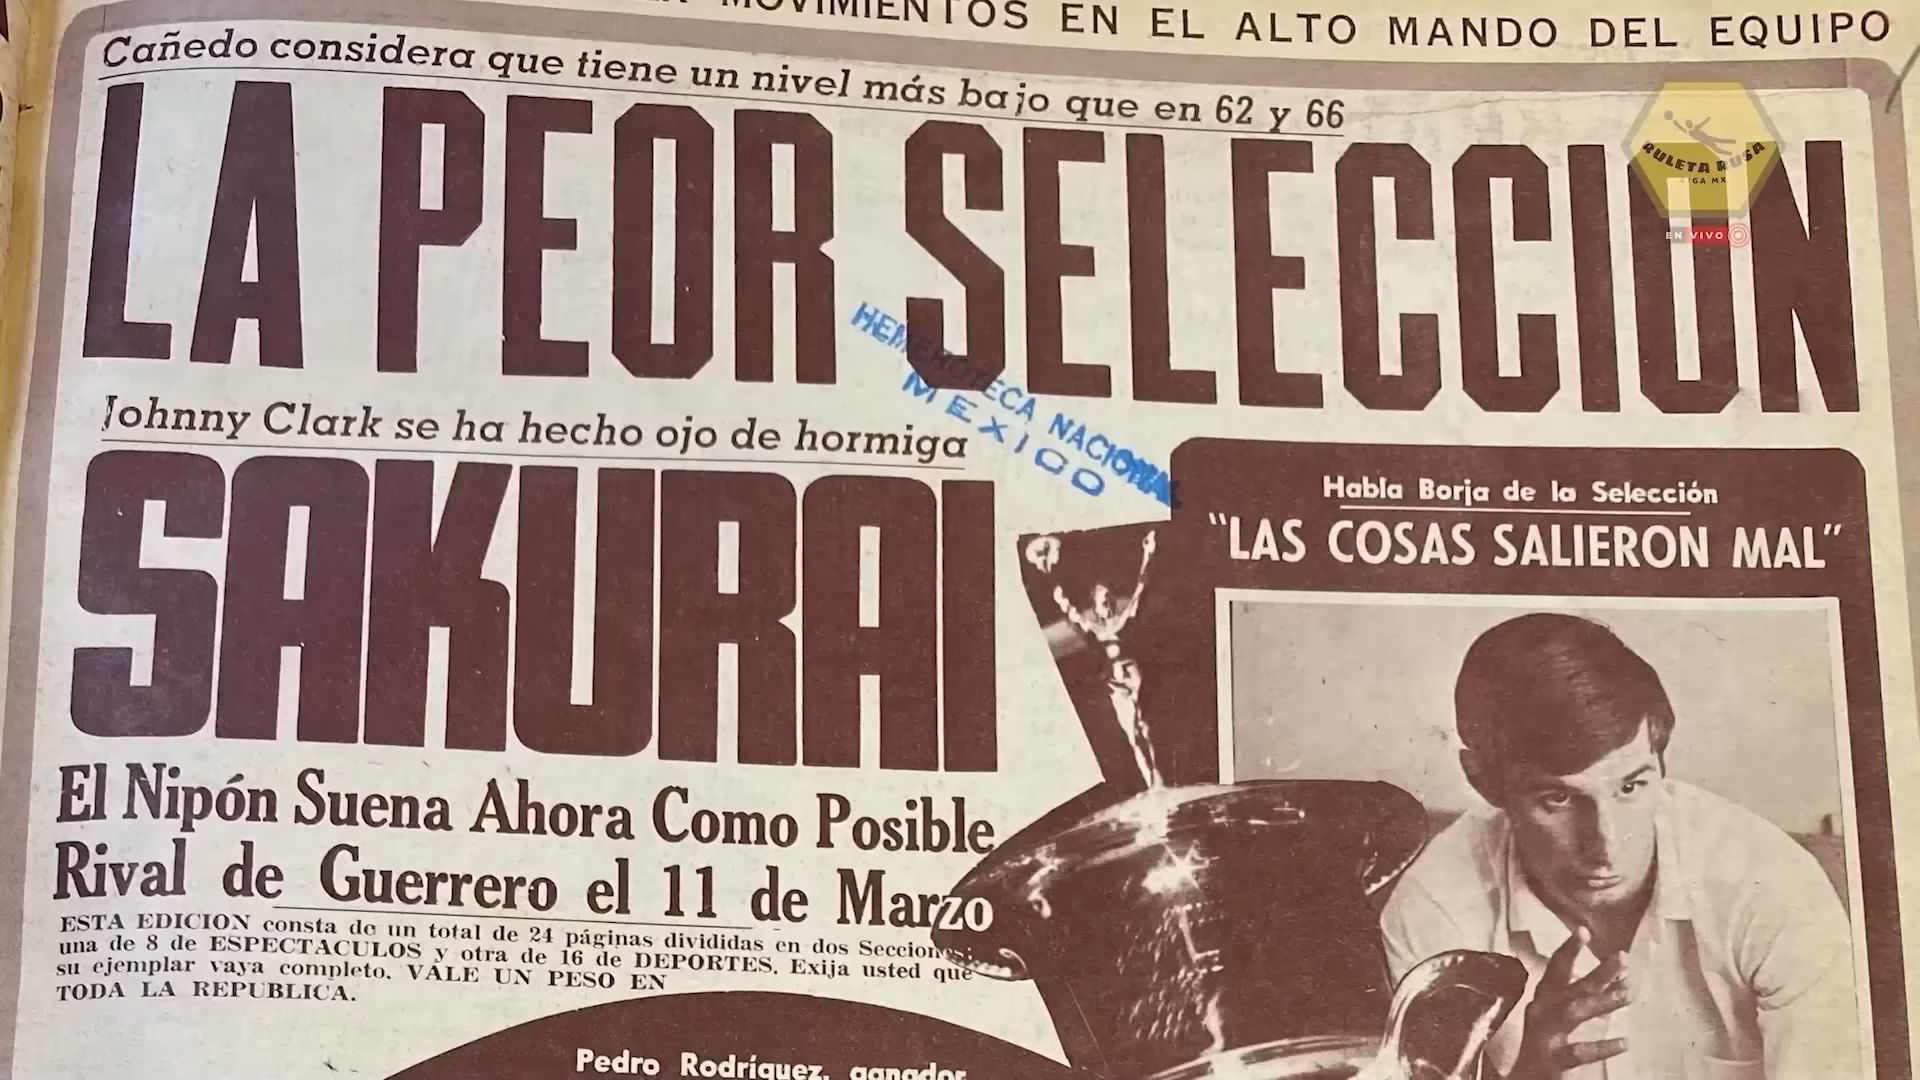 MOVIMIENTOS EN EL ALTO MANDO DEL EQUIPO
Cañedo considera que tiene un nivel más bajo que en 62 y 66
LA PEOR SELECCION
RULETA RUSA
LIGA MX
EN VIVO
HEMEROTECA NACIONAL
MEXICO
Johnny Clark se ha hecho ojo de hormiga
SAKURAI
El Nipón Suena Ahora Como Posible
Rival de Guerrero el 11 de Marzo
ESTA EDICION consta de un total de 24 páginas divididas en dos Secciones:
una de 8 de ESPECTACULOS y otra de 16 de DEPORTES. Exija usted que
su ejemplar vaya completo. VALE UN PESO EN
TODA LA REPUBLICA.
Habla Borja de la Selección
"LAS COSAS SALIERON MAL"
Pedro Rodríguez, ganador